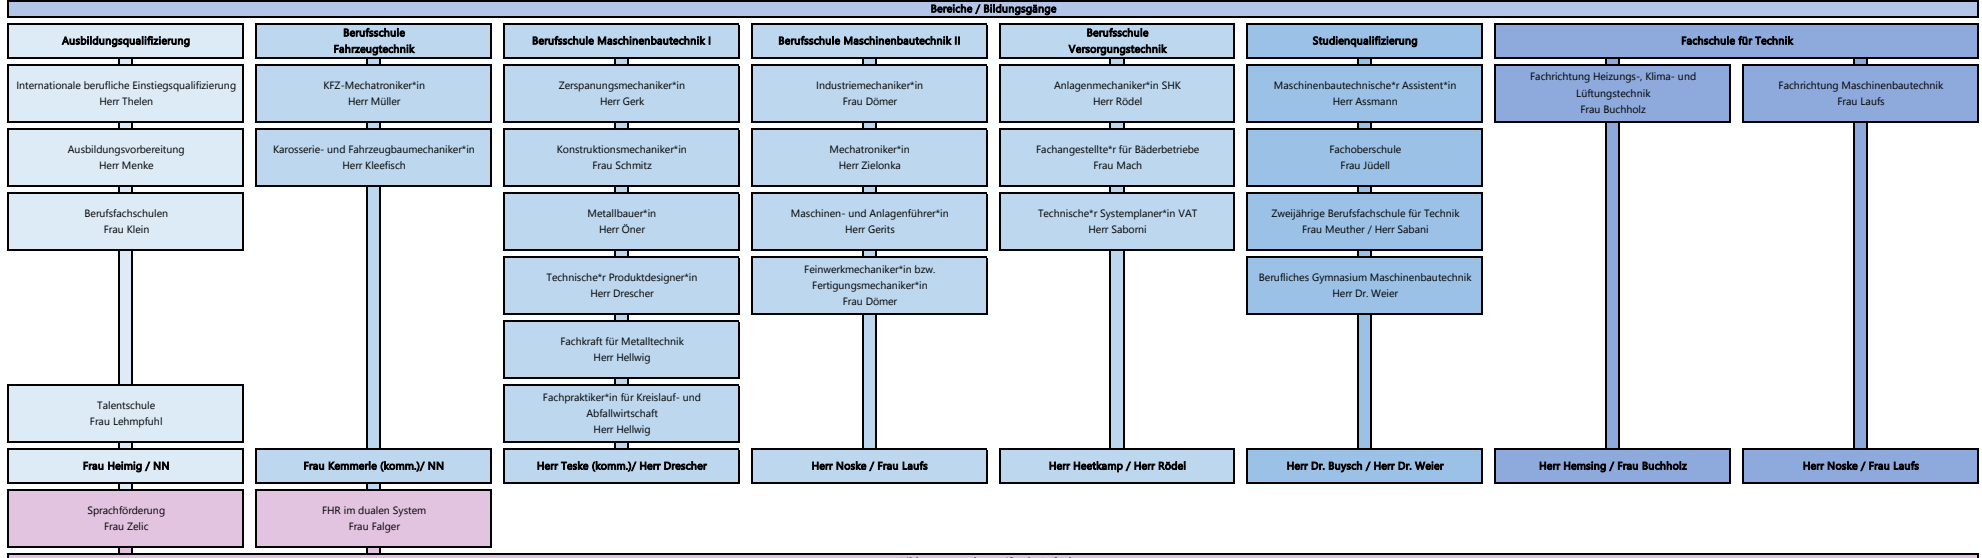 Bereiche / Bildungsgänge
Ausbildungsqualifizierung
Internationale berufliche Einstiegsqualifizierung
Herr Thelen
Ausbildungsvorbereitung
Herr Menke
Berufsfachschulen
Frau Klein
Talentschule
Frau Lehmpfuhl
Frau Heimig / NN
Sprachförderung
Frau Zelic
Berufsschule
Fahrzeugtechnik
KFZ-Mechatroniker*in
Herr Müller
Karosserie- und Fahrzeugbaumechaniker*in
Herr Kleefisch
Frau Kemmerle (komm.)/ NN
FHR im dualen System
Frau Falger
Berufsschule Maschinenbautechnik I
Zerspanungsmechaniker*in
Herr Gerk
Konstruktionsmechaniker*in
Frau Schmitz
Metallbauer*in
Herr Öner
Technische*r Produktdesigner*in
Herr Drescher
Fachkraft für Metalltechnik
Herr Hellwig
Fachpraktiker*in für Kreislauf- und
Abfallwirtschaft
Herr Hellwig
Herr Teske (komm.)/ Herr Drescher
Berufsschule Maschinenbautechnik II
Industriemechaniker*in
Frau Dömer
Mechatroniker*in
Herr Zielonka
Maschinen- und Anlagenführer*in
Herr Gerits
Feinwerkmechaniker*in bzw.
Fertigungsmechaniker*in
Frau Dömer
Herr Noske / Frau Laufs
Berufsschule
Versorgungstechnik
Anlagenmechaniker*in SHK
Herr Rödel
Fachangestellte*r für Bäderbetriebe
Frau Mach
Technische*r Systemplaner*in VAT
Herr Saborni
Herr Heetkamp / Herr Rödel
Studienqualifizierung
Maschinenbautechnische*r Assistent*in
Herr Assmann
Fachoberschule
Frau Jüdell
Zweijährige Berufsfachschule für Technik
Frau Meuther / Herr Sabani
Berufliches Gymnasium Maschinenbautechnik
Herr Dr. Weier
Herr Dr. Buysch / Herr Dr. Weier
Fachschule für Technik
Fachrichtung Heizungs-, Klima- und
Lüftungstechnik
Frau Buchholz
Herr Hemsing / Frau Buchholz
Fachrichtung Maschinenbautechnik
Frau Laufs
Herr Noske / Frau Laufs